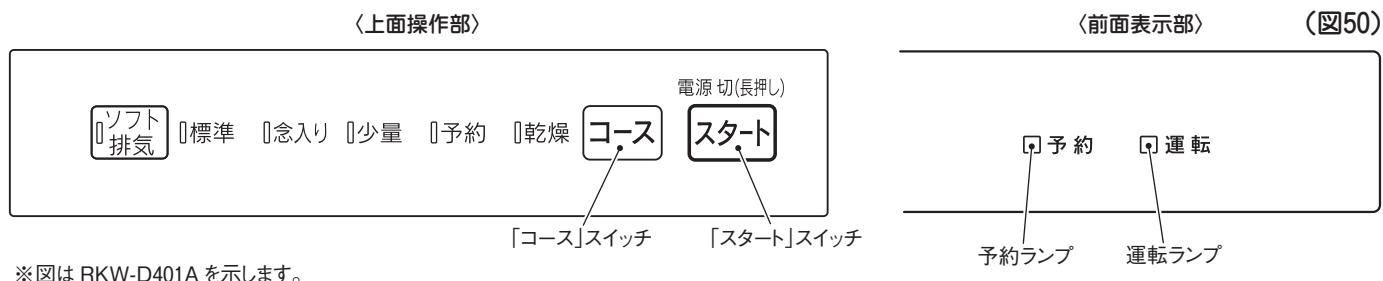 〈上面操作部〉
〈前面表示部〉
（図50）
電源 切(長押し)
ソフト
排気
標準
念入り
少量
予約
乾燥
コース
スタート
予約
運転
「コース」スイッチ
「スタート」スイッチ
予約ランプ
運転ランプ
※図は RKW-D401A を示します。